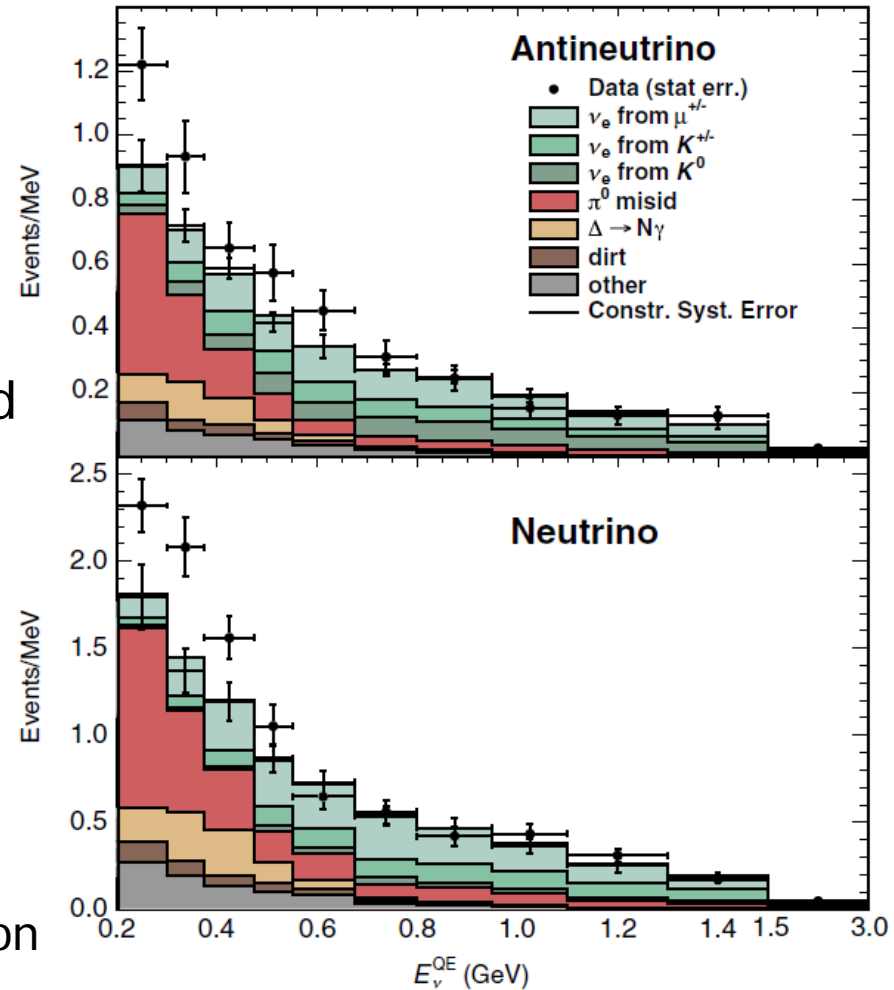 Antineutrino
Data (stat err.)
νe from μ+/-
νe from K+/-
νe from K0
π0 misid
Δ → Nγ
dirt
other
Constr. Syst. Error
Events/MeV
1.2
1.0
0.8
0.6
0.4
0.2
d
Neutrino
Events/MeV
2.5
2.0
1.5
1.0
0.5
0.0
on
0.2 0.4 0.6 0.8 1.0 1.2 1.4 1.5 3.0
EνQE (GeV)